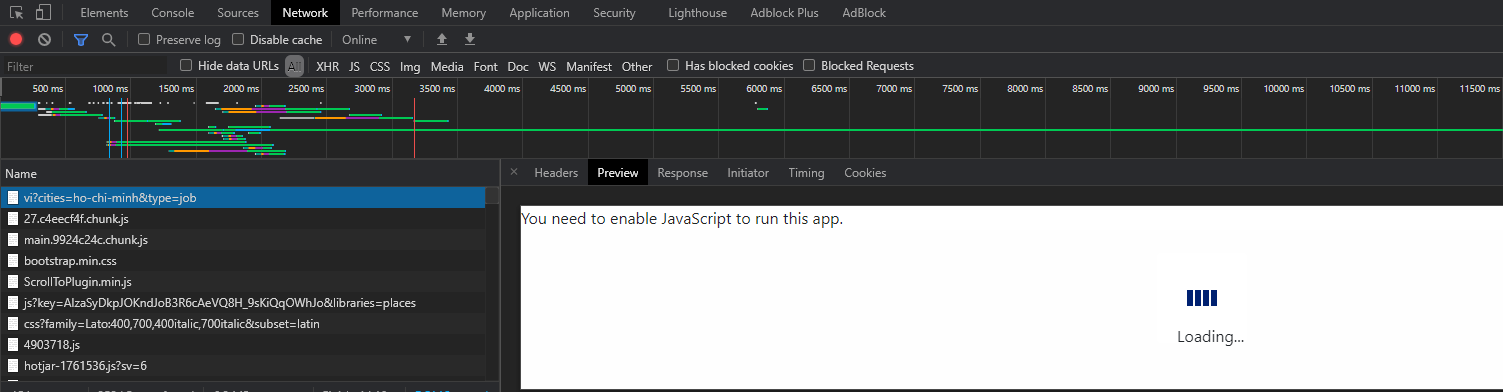 Elements Console Sources Network Performance Memory Application Security Lighthouse Adblock Plus AdBlock
Preserve log Disable cache Online
Filter Hide data URLs All XHR JS CSS Img Media Font Doc WS Manifest Other Has blocked cookies Blocked Requests
500 ms 1000 ms 1500 ms 2000 ms 2500 ms 3000 ms 3500 ms 4000 ms 4500 ms 5000 ms 5500 ms 6000 ms 6500 ms 7000 ms 7500 ms 8000 ms 8500 ms 9000 ms 9500 ms 10000 ms 10500 ms 11000 ms 11500 ms
Name
vi?cities=ho-chi-minh&type=job
27.c4eecf4f.chunk.js
main.9924c24c.chunk.js
bootstrap.min.css
ScrollToPlugin.min.js
js?key=AIzaSyDkpJOKndJoB3R6cAeVQ8H_9sKiQqOWhJo&libraries=places
css?family=Lato:400,700,400italic,700italic&subset=latin
4903718.js
hotjar-1761536.js?sv=6
× Headers Preview Response Initiator Timing Cookies
You need to enable JavaScript to run this app.
Loading...